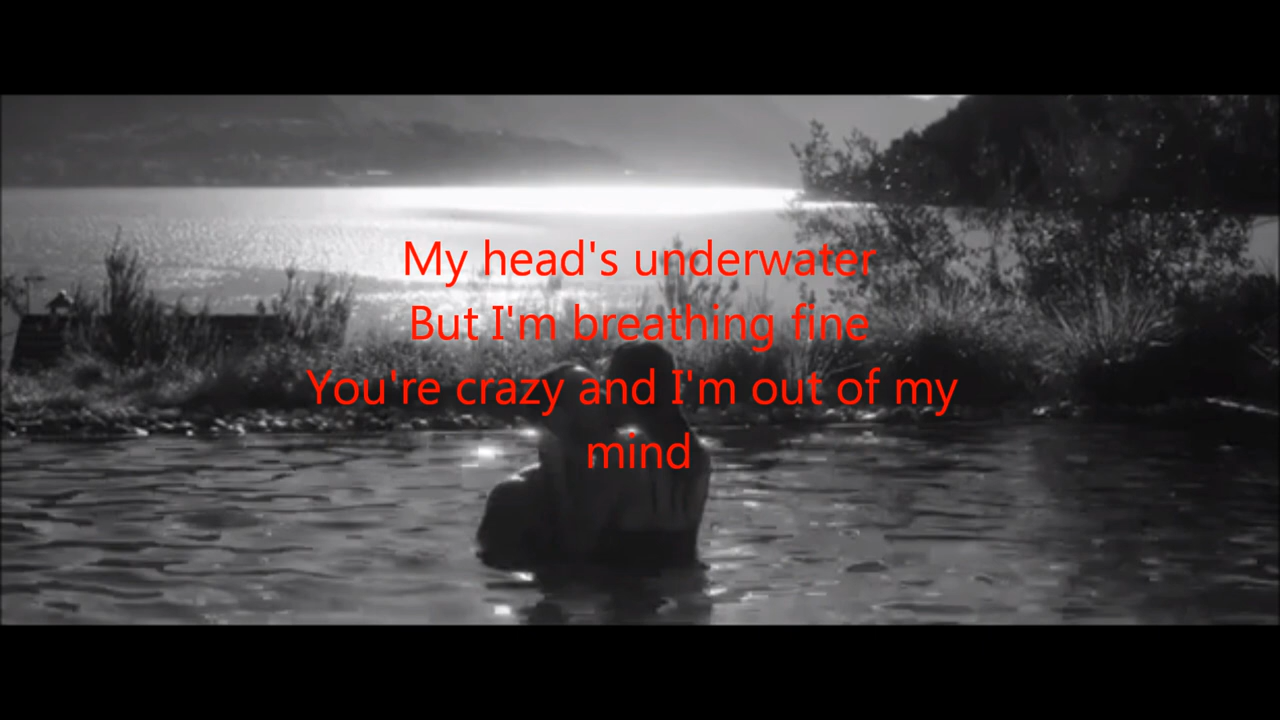 My head's underwater
But I'm breathing fine
You're crazy and I'm out of my
mind